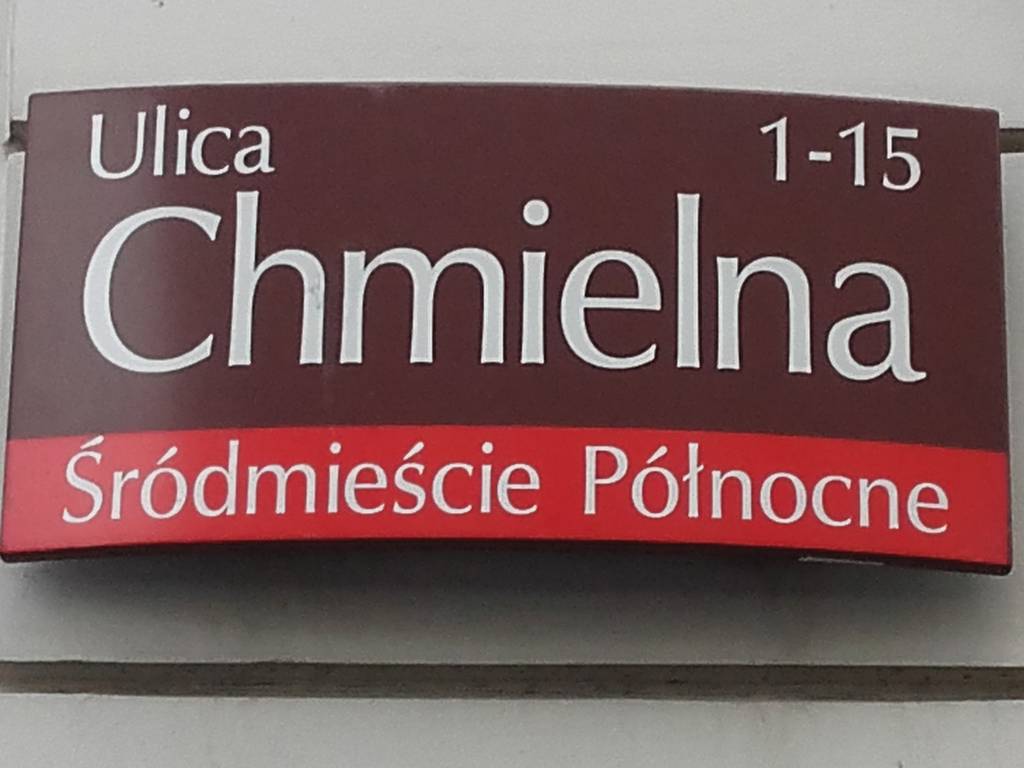 Ulica 1-15
Chmielna
Śródmieście Północne